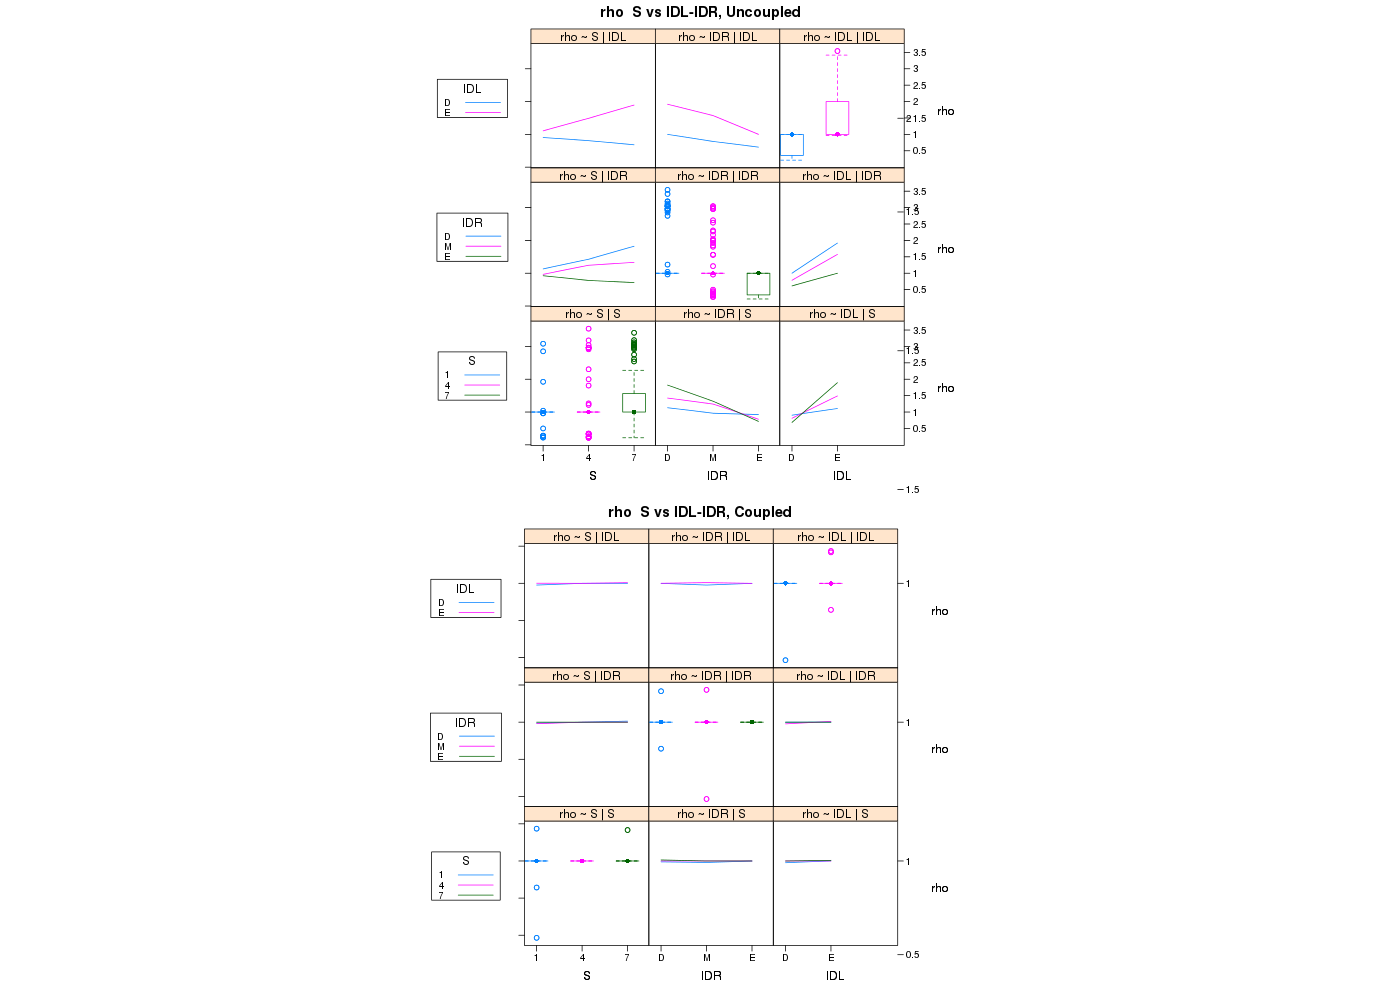 rho  S vs IDL-IDR, Uncoupled
rho ~ S | IDL
rho ~ IDR | IDL
rho ~ IDL | IDL
IDL
D
E
3.5
3
2.5
2
1.5
1
0.5
rho
rho ~ S | IDR
rho ~ IDR | IDR
rho ~ IDL | IDR
IDR
D
M
E
3.5
3
2.5
2
1.5
1
0.5
rho
rho ~ S | S
rho ~ IDR | S
rho ~ IDL | S
S
1
4
7
3.5
3
2.5
2
1.5
1
0.5
rho
1 4 7
D M E
D E
S
IDR
IDL
1.5
rho  S vs IDL-IDR, Coupled
rho ~ S | IDL
rho ~ IDR | IDL
rho ~ IDL | IDL
IDL
D
E
1
rho
rho ~ S | IDR
rho ~ IDR | IDR
rho ~ IDL | IDR
IDR
D
M
E
1
rho
rho ~ S | S
rho ~ IDR | S
rho ~ IDL | S
S
1
4
7
1
rho
0.5
1 4 7
D M E
D E
S
IDR
IDL